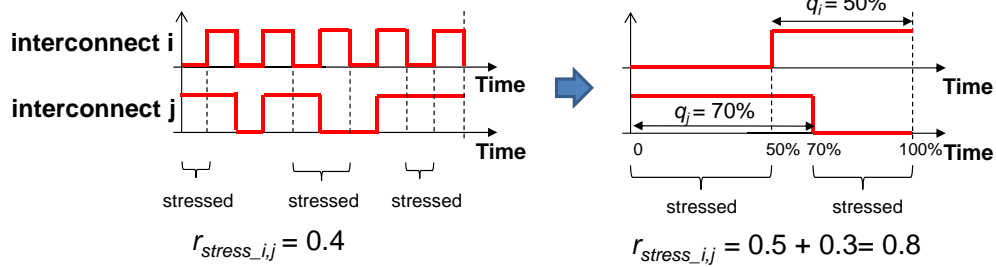 interconnect i
Time
interconnect j
Time
stressed stressed stressed
r_stress_i,j = 0.4
q_i = 50%
Time
q_j = 70%
0 50% 70% 100% Time
stressed stressed
r_stress_i,j = 0.5 + 0.3= 0.8